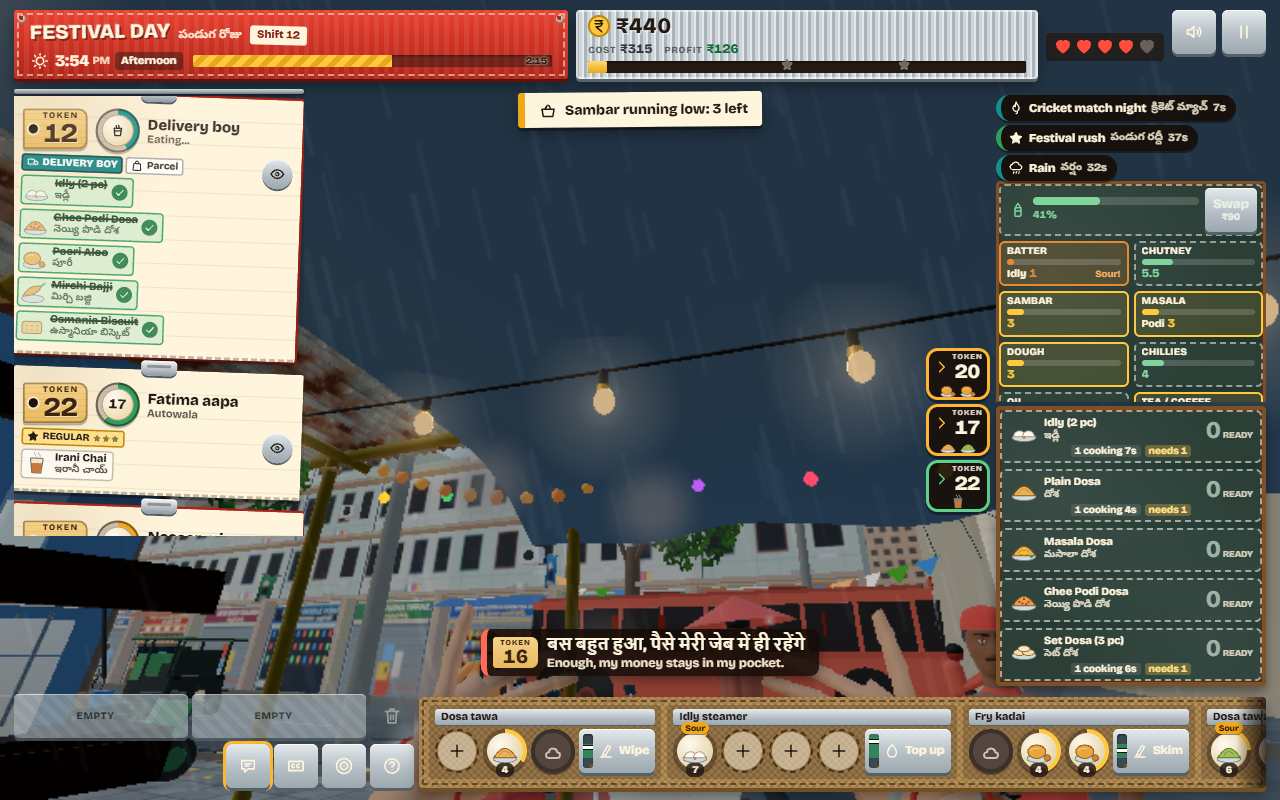 FESTIVAL DAY పండుగ రోజు Shift 12
3:54 PM Afternoon 215
₹ ₹440
COST ₹315 PROFIT ₹126
Sambar running low: 3 left
Cricket match night క్రికెట్ మ్యాచ్ 7s
Festival rush పండుగ రద్దీ 37s
Rain వర్షం 32s
TOKEN
12
Delivery boy
Eating...
DELIVERY BOY Parcel
Idly (2 pc)
ఇడ్లీ
Ghee Podi Dosa
నెయ్యి పొడి దోశ
Poori Aloo
పూరీ
Mirchi Bajji
మిర్చి బజ్జి
Osmania Biscuit
ఉస్మానియా బిస్కెట్
TOKEN
22
17
Fatima aapa
Autowala
REGULAR
Irani Chai
ఇరానీ చాయ్
TOKEN
41%
Swap
₹90
BATTER
Idly 1 Sour!
CHUTNEY
5.5
SAMBAR
3
MASALA
Podi 3
DOUGH
3
CHILLIES
4
OIL
TEA / COFFEE
TOKEN
20
TOKEN
17
TOKEN
22
Idly (2 pc)
ఇడ్లీ
0 READY
1 cooking 7s needs 1
Plain Dosa
దోశ
0 READY
1 cooking 4s needs 1
Masala Dosa
మసాలా దోశ
0 READY
Ghee Podi Dosa
నెయ్యి పొడి దోశ
0 READY
Set Dosa (3 pc)
సెట్ దోశ
0 READY
1 cooking 6s needs 1
TOKEN
16
बस बहुत हुआ, पैसे मेरी जेब में ही रहेंगे
Enough, my money stays in my pocket.
EMPTY EMPTY
Dosa tawa
4
Wipe
Idly steamer
Sour
7
Top up
Fry kadai
4 4
Skim
Dosa taw
Sour
6